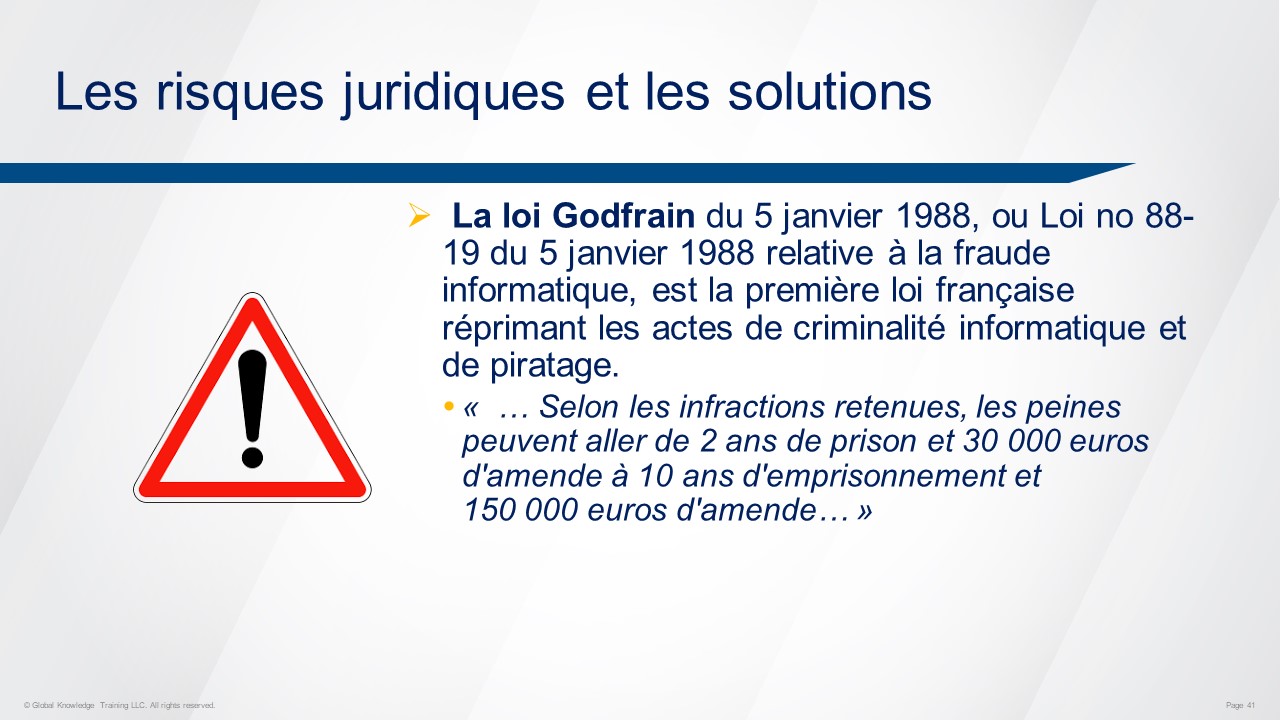 Les risques juridiques et les solutions
La loi Godfrain du 5 janvier 1988, ou Loi no 88-
19 du 5 janvier 1988 relative à la fraude
informatique, est la première loi française
réprimant les actes de criminalité informatique et
de piratage.
« … Selon les infractions retenues, les peines
peuvent aller de 2 ans de prison et 30 000 euros
d'amende à 10 ans d'emprisonnement et
150 000 euros d'amende… »
© Global Knowledge Training LLC. All rights reserved.
Page 41